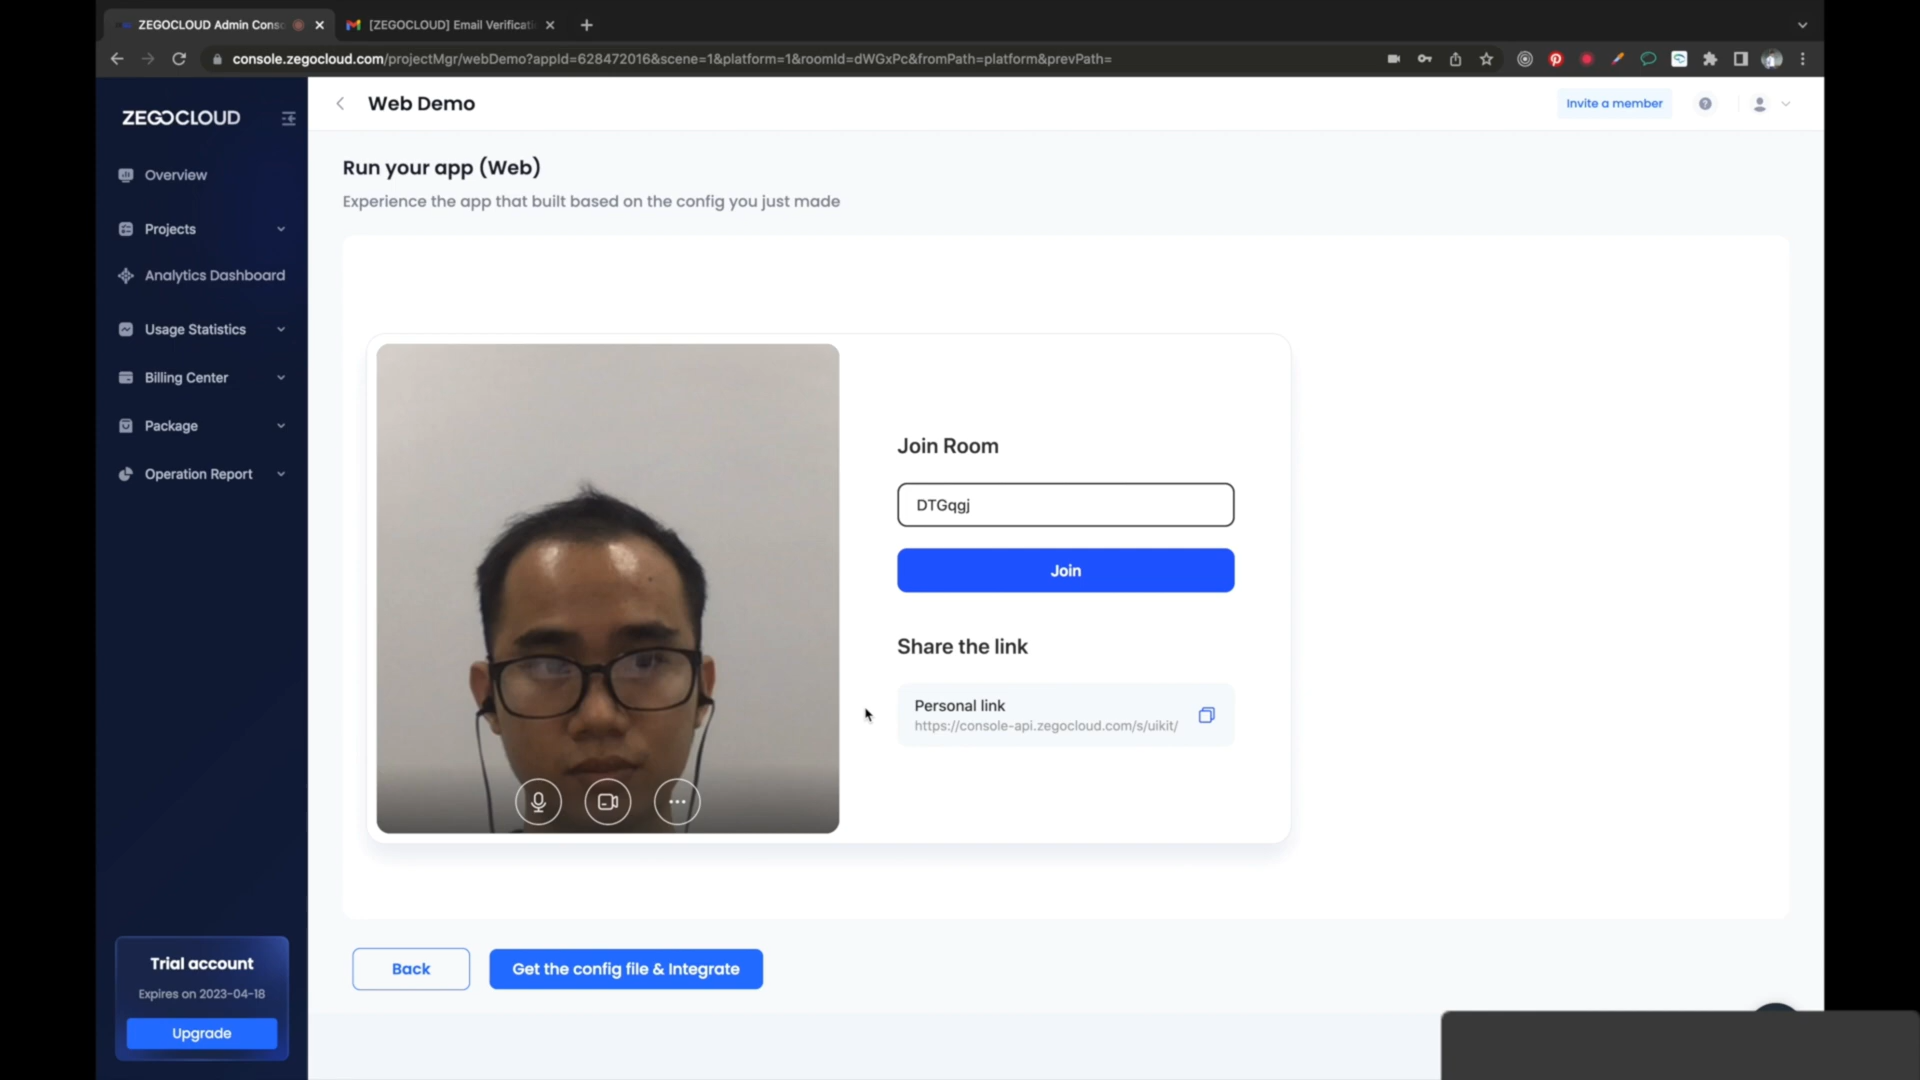 ZEGOCLOUD Admin Conso
[ZEGOCLOUD] Email Verificati
console.zegocloud.com/projectMgr/webDemo?appId=628472016&scene=1&platform=1&roomId=dWGxPc&fromPath=platform&prevPath=
ZEGOCLOUD
Web Demo
Invite a member
Overview
Projects
Analytics Dashboard
Usage Statistics
Billing Center
Package
Operation Report
Run your app (Web)
Experience the app that built based on the config you just made
Join Room
DTGqgj
Join
Share the link
Personal link
https://console-api.zegocloud.com/s/uikit/
Back
Get the config file & Integrate
Trial account
Expires on 2023-04-18
Upgrade